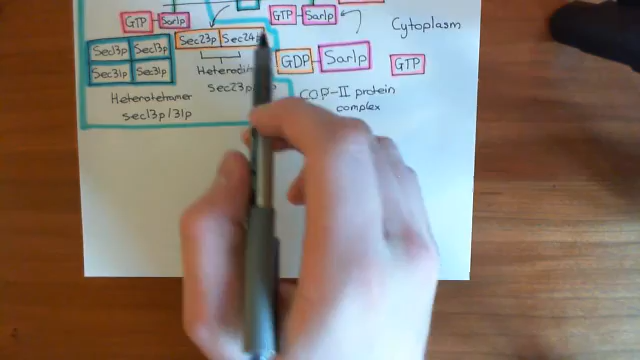 GTP Sar1p GTP Sar1p
Cytoplasm
Sec13p Sec13p Sec23p
Sec31p Sec31p
GDP Sar1p GTP
Heterotetramer
sec13p/31p
COP-II protein
complex